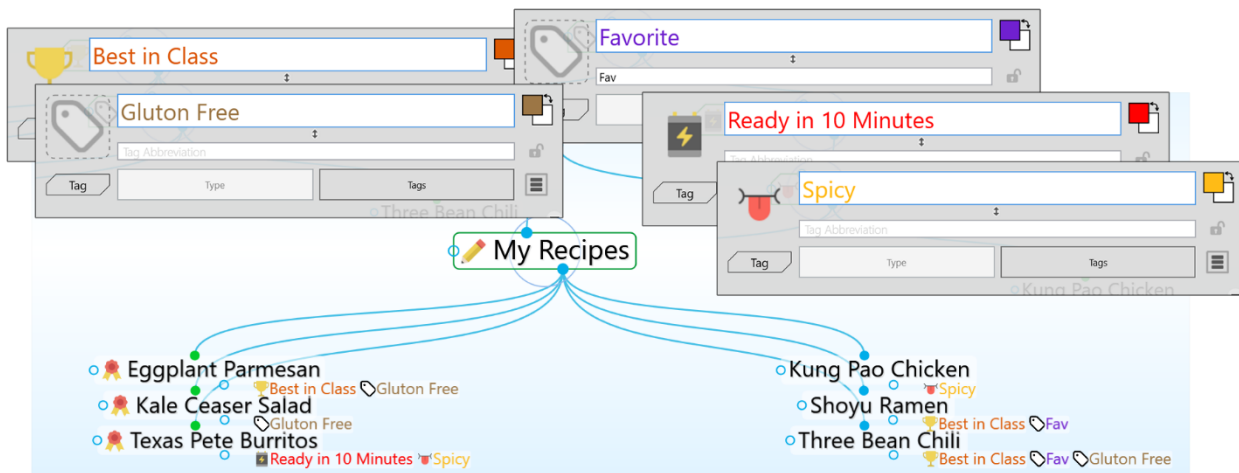 Best in Class
Favorite
Fav
Gluton Free
Tag Abbreviation
Tag
Type
Tags
Ready in 10 Minutes
Tag Abbreviation
Tag
Spicy
Tag Abbreviation
Tag
Type
Tags
Three Bean Chili
Kung Pao Chicken
My Recipes
Eggplant Parmesan
Best in Class Gluton Free
Kale Ceaser Salad
Gluton Free
Texas Pete Burritos
Ready in 10 Minutes Spicy
Kung Pao Chicken
Spicy
Shoyu Ramen
Best in Class Fav
Three Bean Chili
Best in Class Fav Gluton Free